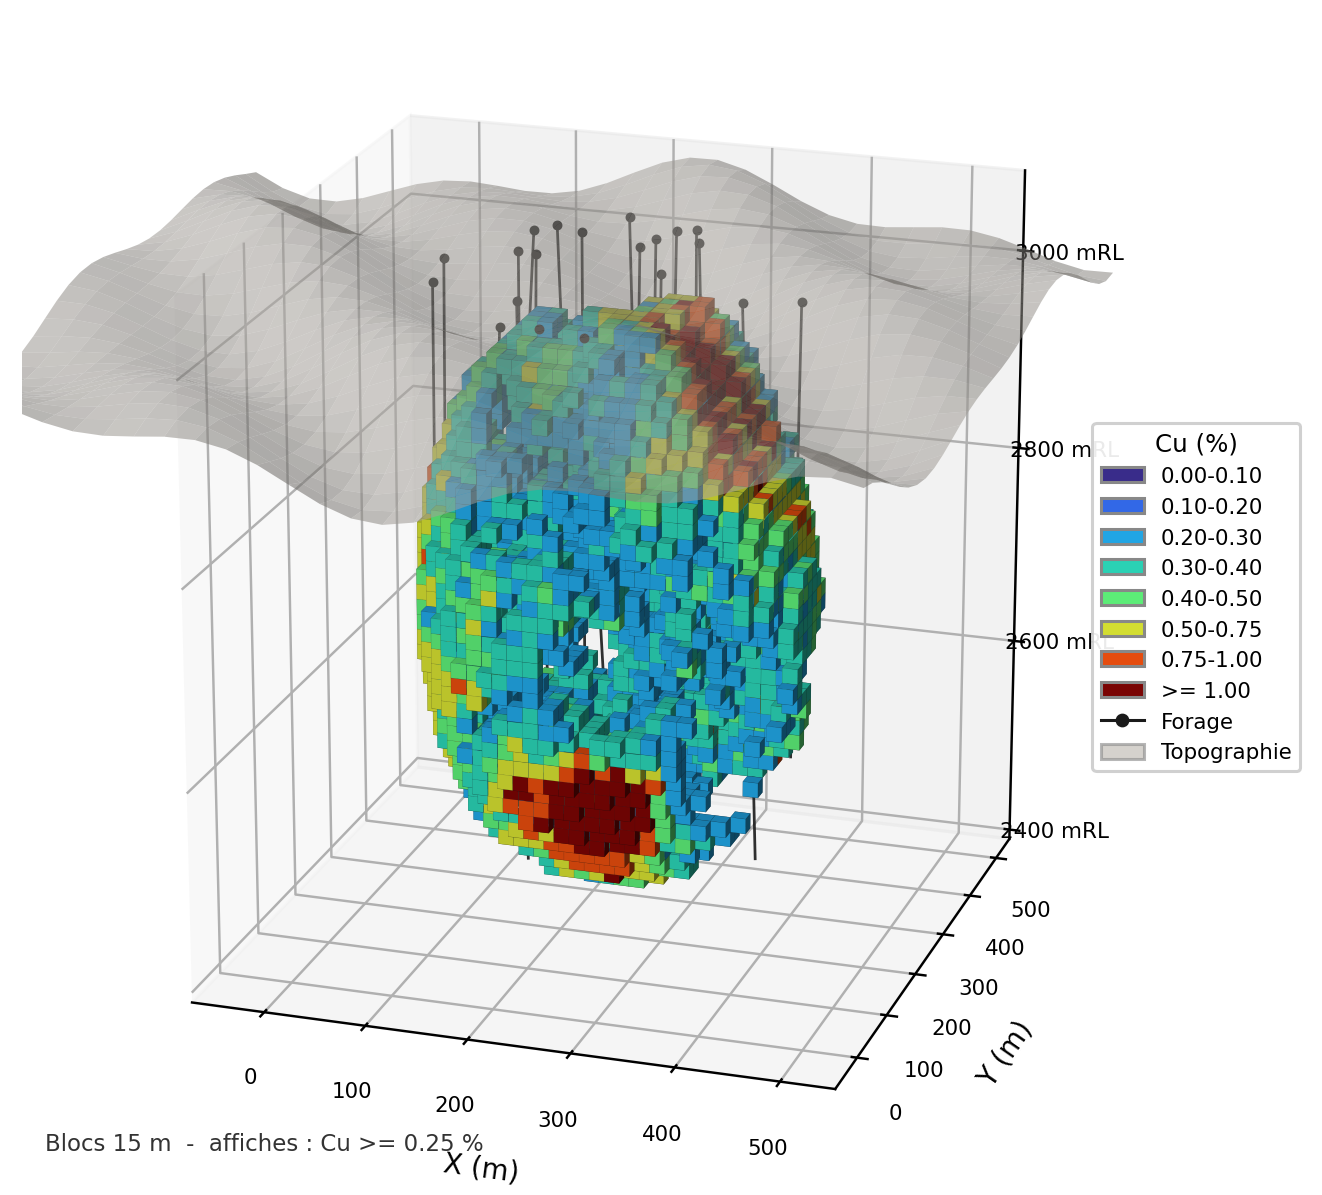 3000 mRL
2800 mRL
2600 mRL
2400 mRL
Cu (%)
0.00-0.10
0.10-0.20
0.20-0.30
0.30-0.40
0.40-0.50
0.50-0.75
0.75-1.00
>= 1.00
Forage
Topographie
500
400
300
200
100
0
Y (m)
0
100
200
300
400
500
X (m)
Blocs 15 m - affiches : Cu >= 0.25 %